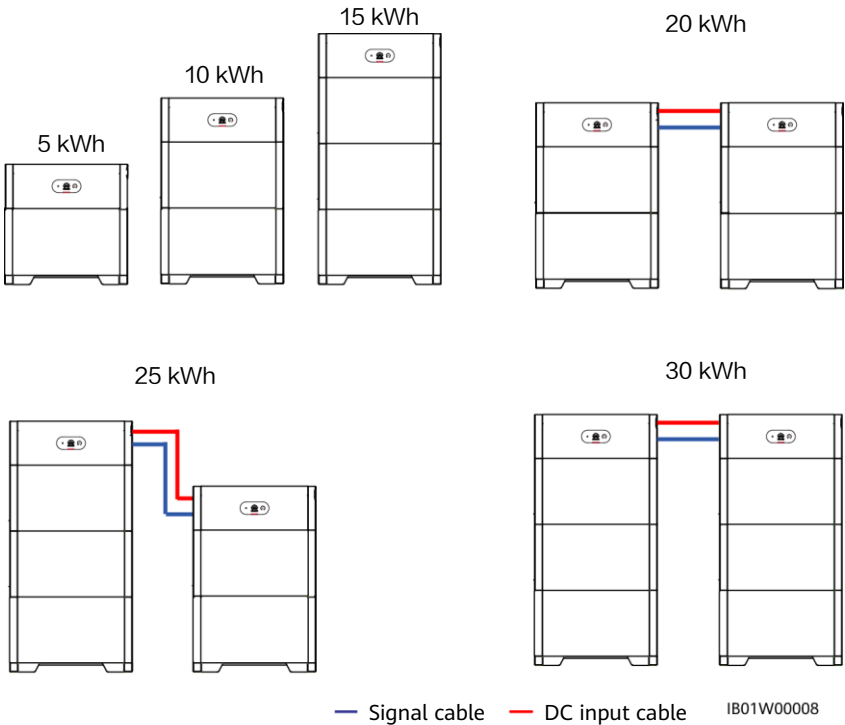 15 kWh
20 kWh
10 kWh
5 kWh
25 kWh
30 kWh
Signal cable
DC input cable
IB01W00008